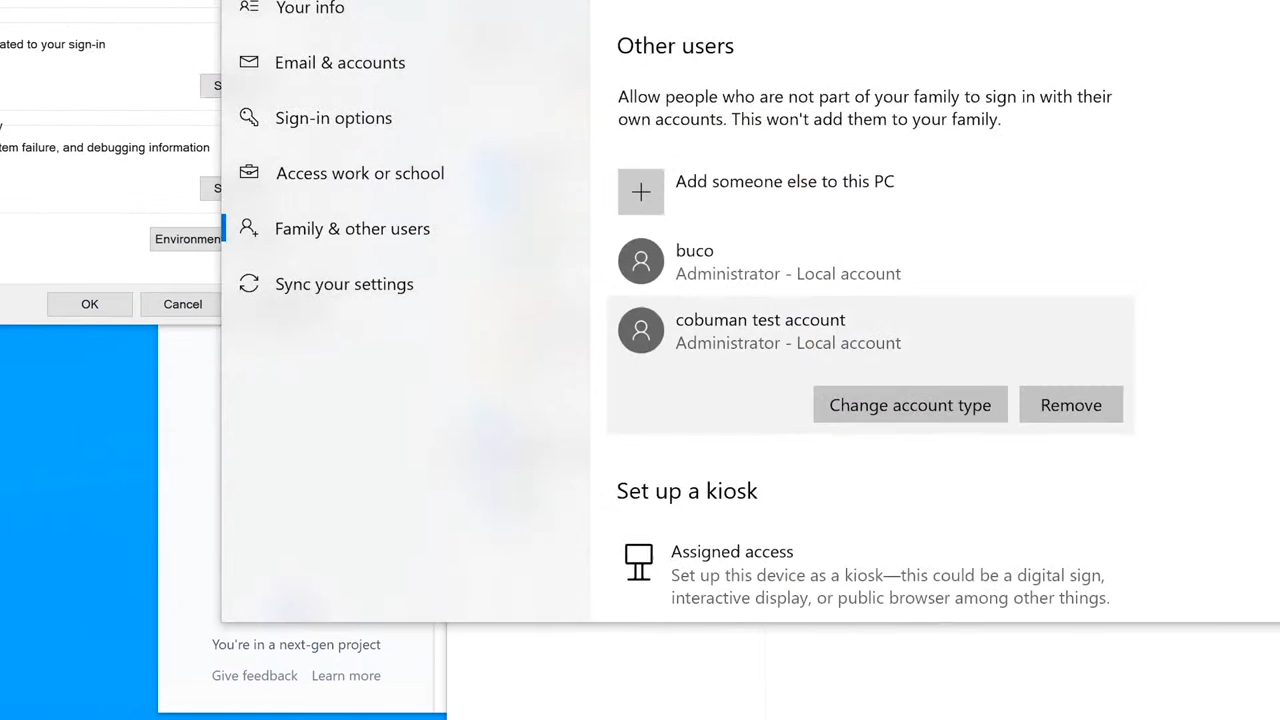 ated to your sign-in
S
y
tem failure, and debugging information
S
Environmen
OK
Cancel
Your info
Email & accounts
Sign-in options
Access work or school
Family & other users
Sync your settings
Other users
Allow people who are not part of your family to sign in with their
own accounts. This won't add them to your family.
Add someone else to this PC
buco
Administrator - Local account
cobuman test account
Administrator - Local account
Change account type
Remove
Set up a kiosk
Assigned access
Set up this device as a kiosk—this could be a digital sign,
interactive display, or public browser among other things.
You're in a next-gen project
Give feedback
Learn more